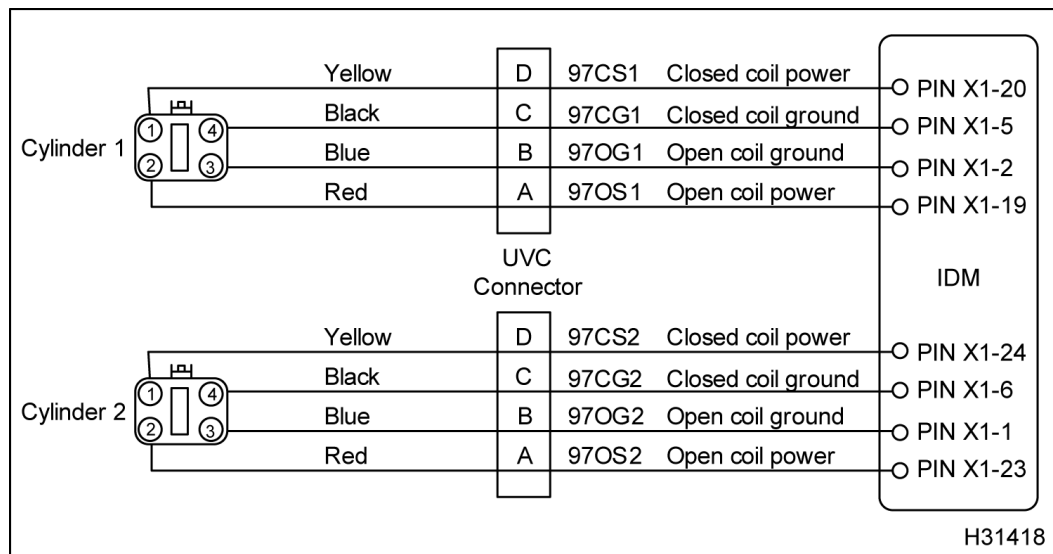 Yellow D 97CS1 Closed coil power PIN X1-20
Black C 97CG1 Closed coil ground PIN X1-5
1 4
Cylinder 1
Blue B 97OG1 Open coil ground PIN X1-2
2 3
Red A 97OS1 Open coil power PIN X1-19
UVC
Connector
IDM
Yellow D 97CS2 Closed coil power PIN X1-24
Black C 97CG2 Closed coil ground PIN X1-6
1 4
Cylinder 2
Blue B 97OG2 Open coil ground PIN X1-1
2 3
Red A 97OS2 Open coil power PIN X1-23
H31418